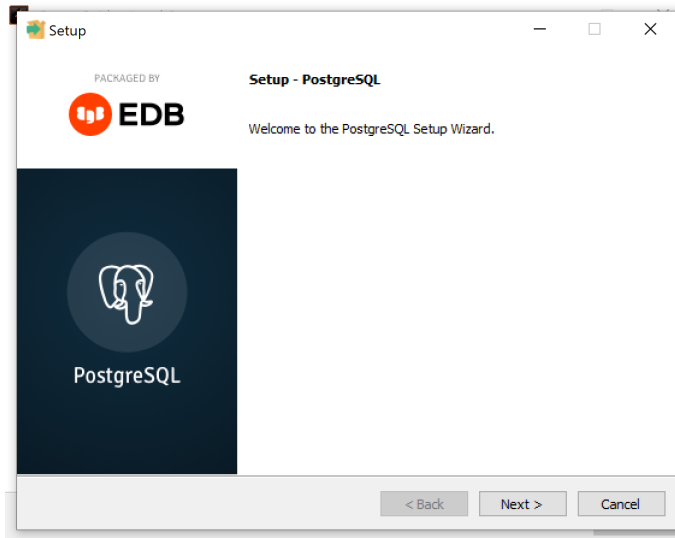 Setup
PACKAGED BY
EDB
Setup - PostgreSQL
Welcome to the PostgreSQL Setup Wizard.
PostgreSQL
< Back
Next >
Cancel